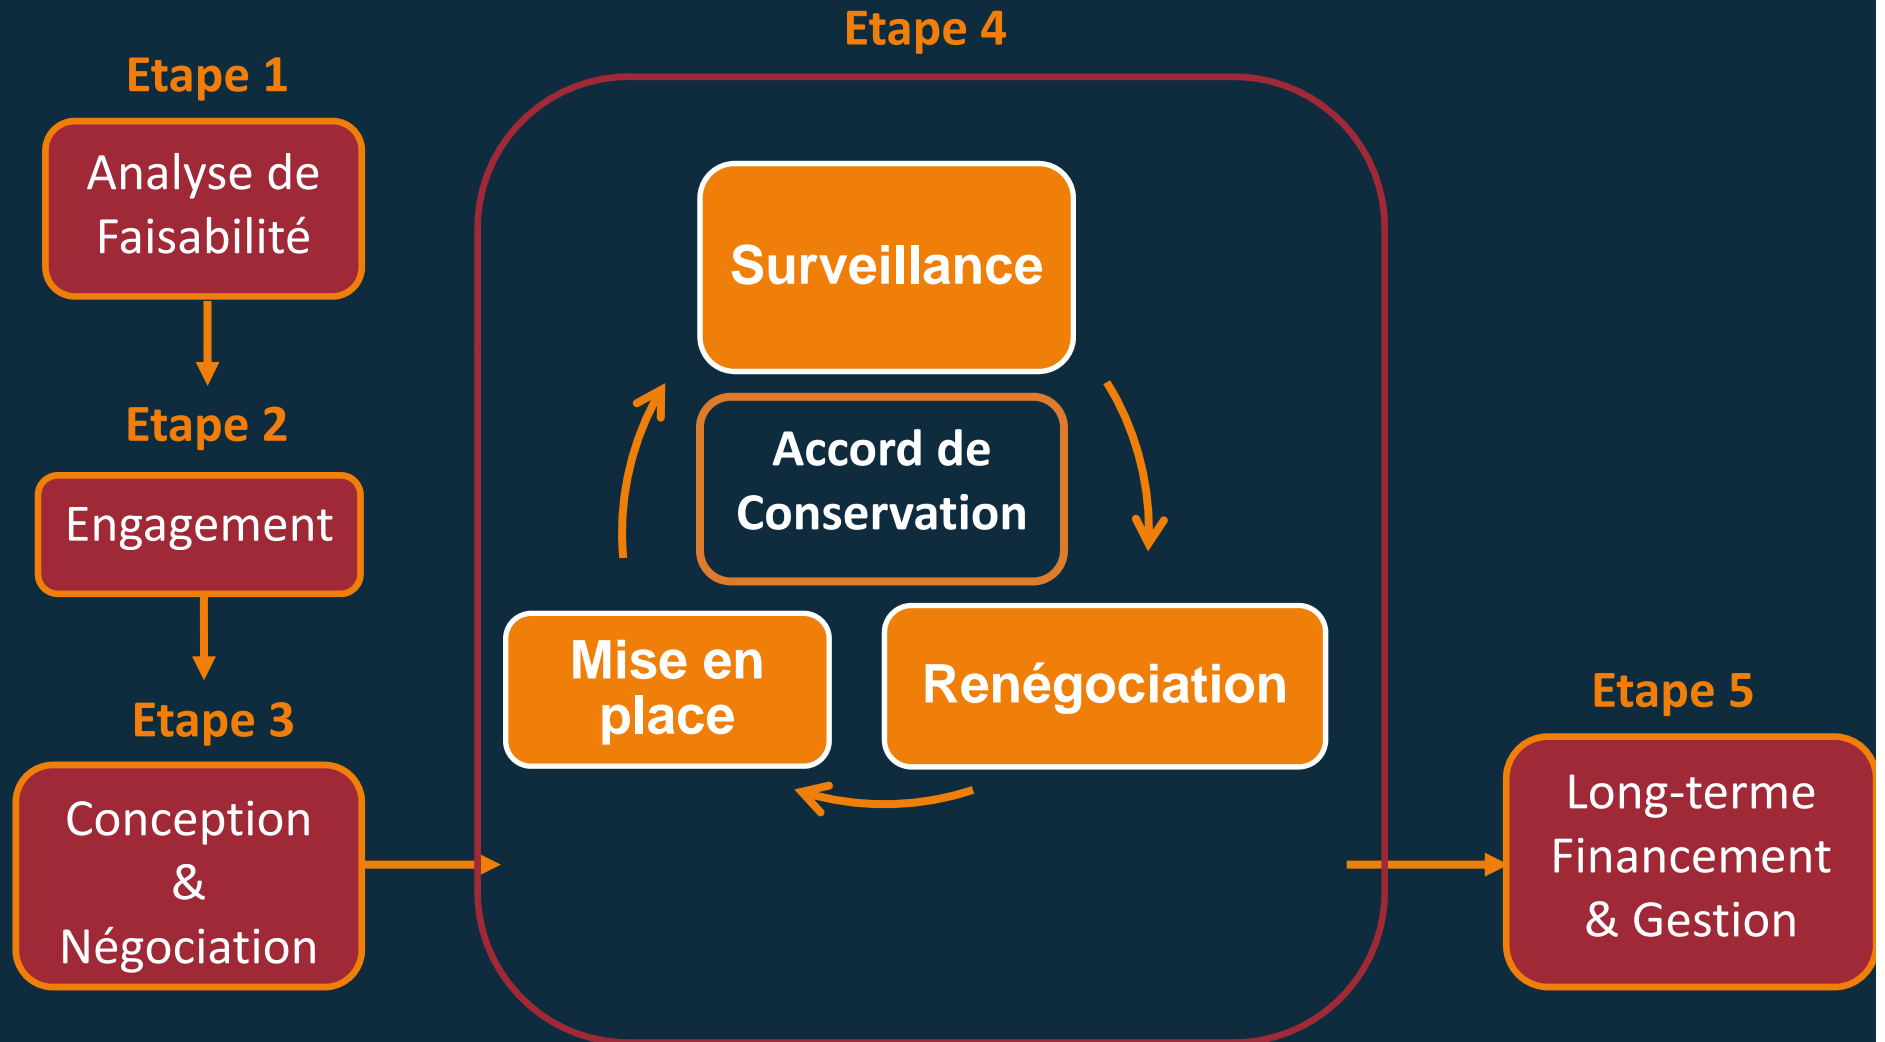 Etape 1
Analyse de
Faisabilité
Etape 2
Engagement
Etape 3
Conception
&
Négociation
Etape 4
Surveillance
Accord de
Conservation
Mise en
place
Renégociation
Etape 5
Long-terme
Financement
& Gestion